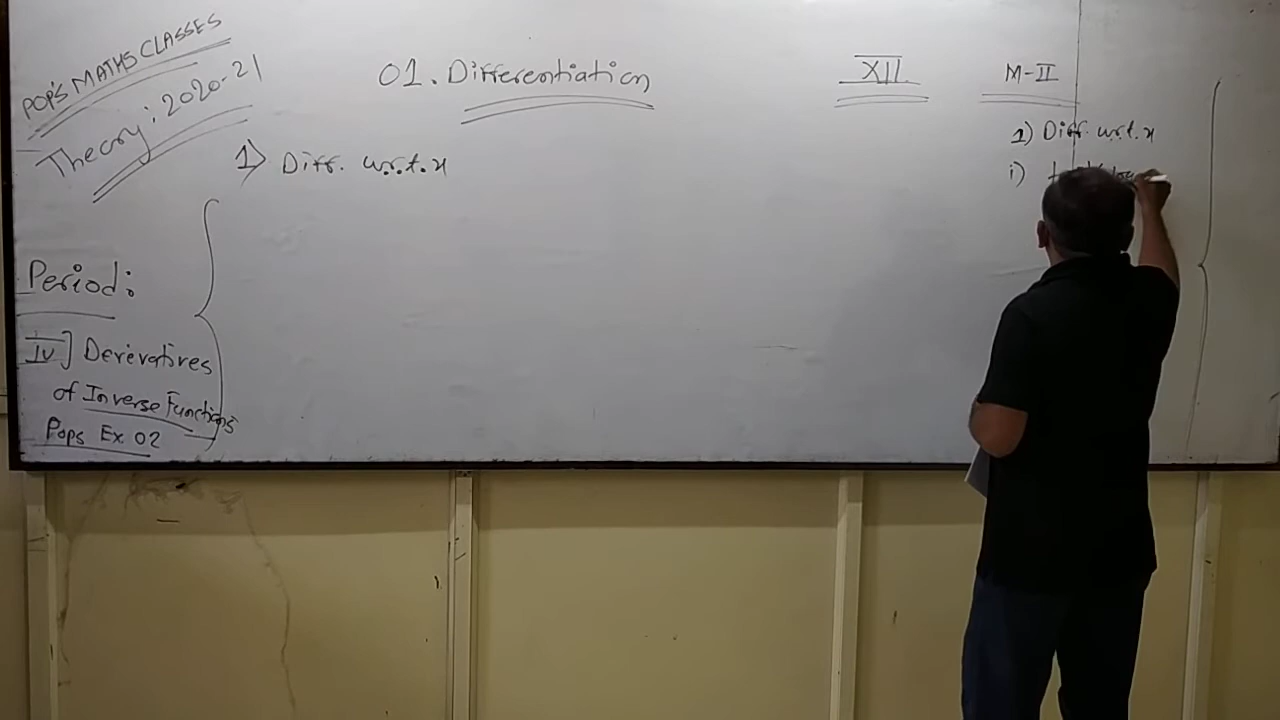 POP'S MATHS CLASSES
Theory: 2020-21
01. Differentiation
XII
M-II
1) Diff. w.r.t. x
1) Diff. w.r.t. x
i)
Period:
IV] Derevatives
of Inverse Functions
Pops Ex 02